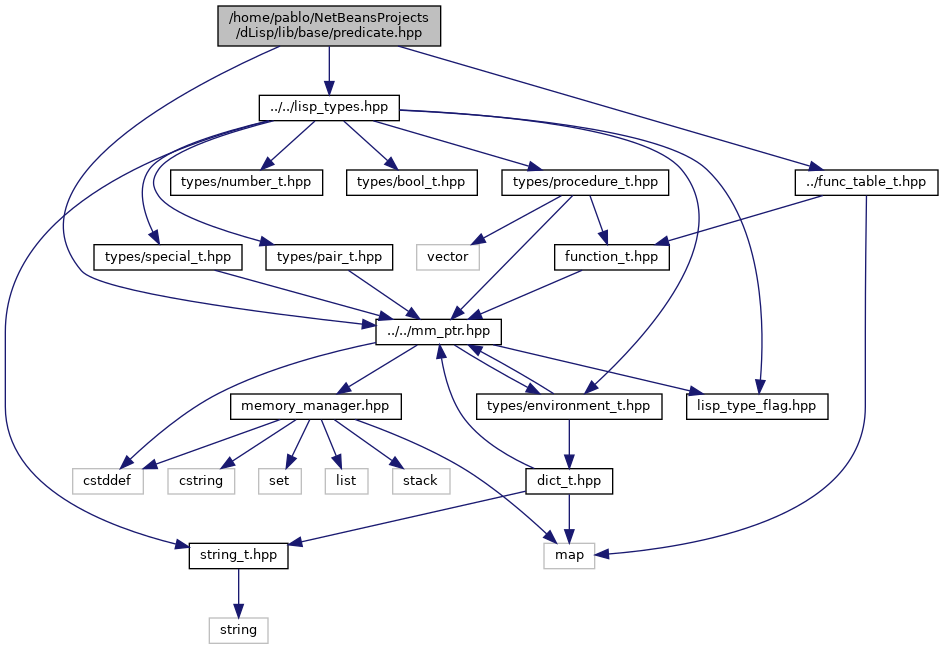 /home/pablo/NetBeansProjects
/dLisp/lib/base/predicate.hpp
../../lisp_types.hpp
types/number_t.hpp
types/bool_t.hpp
types/procedure_t.hpp
../func_table_t.hpp
types/special_t.hpp
types/pair_t.hpp
vector
function_t.hpp
../../mm_ptr.hpp
memory_manager.hpp
types/environment_t.hpp
lisp_type_flag.hpp
cstddef
cstring
set
list
stack
dict_t.hpp
string_t.hpp
map
string